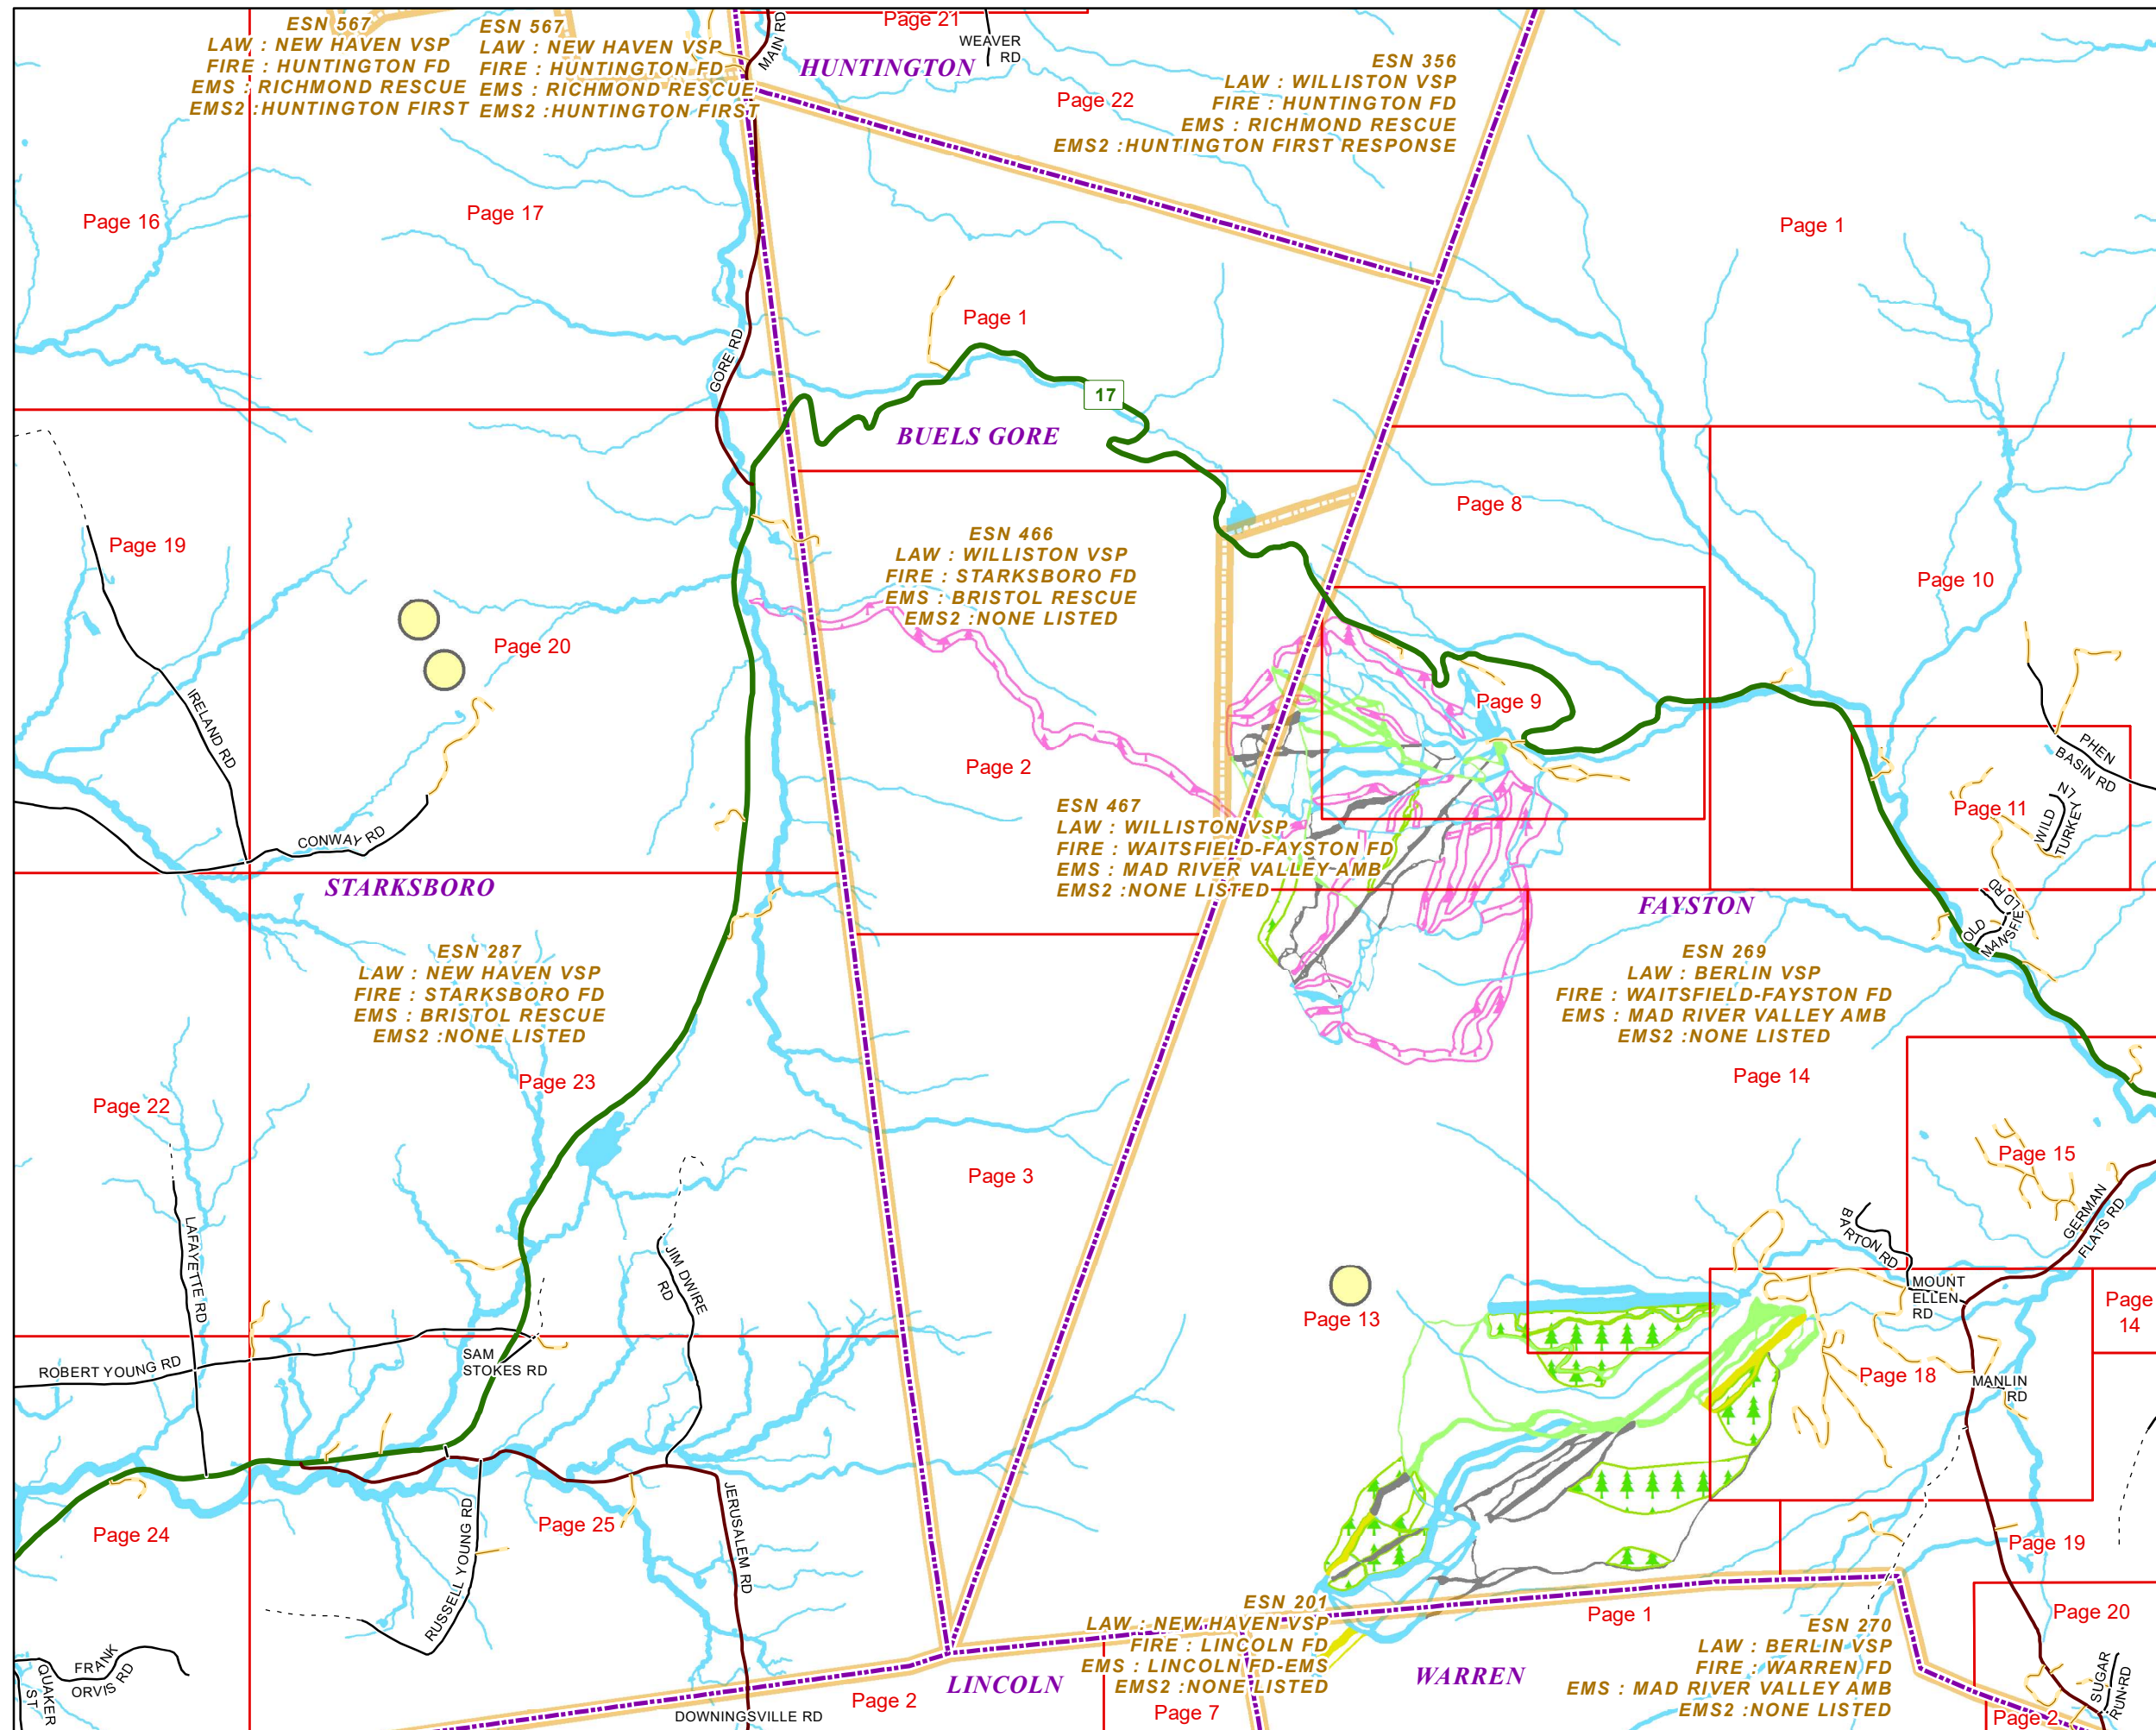 ESN 567
LAW : NEW HAVEN VSP
FIRE : HUNTINGTON FD
EMS : RICHMOND RESCUE
EMS2 :HUNTINGTON FIRST
ESN 567
LAW : NEW HAVEN VSP
FIRE : HUNTINGTON FD
EMS : RICHMOND RESCUE
EMS2 :HUNTINGTON FIRST
MAIN RD
Page 21
WEAVER
RD
HUNTINGTON
Page 22
ESN 356
LAW : WILLISTON VSP
FIRE : HUNTINGTON FD
EMS : RICHMOND RESCUE
EMS2 :HUNTINGTON FIRST RESPONSE
Page 16
Page 17
Page 1
Page 1
GORE RD
17
BUELS GORE
Page 8
Page 19
ESN 466
LAW : WILLISTON VSP
FIRE : STARKSBORO FD
EMS : BRISTOL RESCUE
EMS2 :NONE LISTED
Page 10
Page 20
IRELAND RD
Page 9
Page 2
PHEN
BASIN RD
ESN 467
LAW : WILLISTON VSP
FIRE : WAITSFIELD-FAYSTON FD
EMS : MAD RIVER VALLEY AMB
EMS2 :NONE LISTED
Page 11
WILD
TURKEY
N7
CONWAY RD
STARKSBORO
FAYSTON
OLD
MANSFIE
LD RD
ESN 287
LAW : NEW HAVEN VSP
FIRE : STARKSBORO FD
EMS : BRISTOL RESCUE
EMS2 :NONE LISTED
ESN 269
LAW : BERLIN VSP
FIRE : WAITSFIELD-FAYSTON FD
EMS : MAD RIVER VALLEY AMB
EMS2 :NONE LISTED
Page 23
Page 14
Page 22
Page 15
Page 3
LAFAYETTE RD
JIM DWIRE
RD
GERMAN
FLATS RD
BARTON RD
MOUNT
ELLEN
RD
Page 13
Page
14
ROBERT YOUNG RD
SAM
STOKES RD
Page 18
MANLIN
RD
Page 24
Page 25
RUSSELL YOUNG RD
JERUSALEM RD
Page 19
ESN 201
LAW : NEW HAVEN VSP
FIRE : LINCOLN FD
EMS : LINCOLN FD-EMS
EMS2 :NONE LISTED
Page 1
ESN 270
LAW : BERLIN VSP
FIRE : WARREN FD
EMS : MAD RIVER VALLEY AMB
EMS2 :NONE LISTED
Page 20
FRANK
ORVIS RD
QUAKER
ST
LINCOLN
WARREN
SUGAR
RUN RD
Page 2
DOWNINGSVILLE RD
Page 7
Page 2